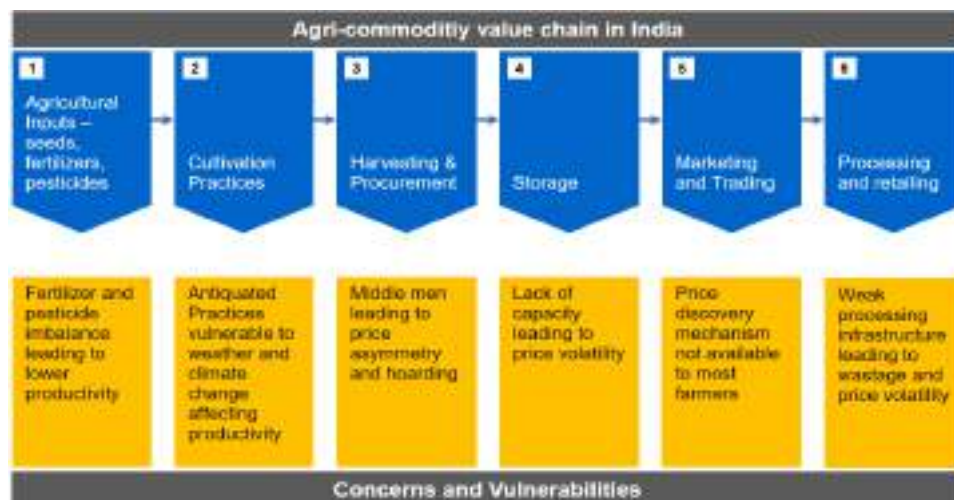 Agri-commoditiy value chain in India
1
Agricultural
Inputs –
seeds,
fertilizers,
pesticides
2
Cultivation
Practices
3
Harvesting &
Procurement
4
Storage
5
Marketing
and Trading
6
Processing
and retailing
Fertilizer and
pesticide
imbalance
leading to
lower
productivity
Antiquated
Practices
vulnerable to
weather and
climate
change
affecting
productivity
Middle men
leading to
price
asymmetry
and hoarding
Lack of
capacity
leading to
price volatility
Price
discovery
mechanism
not available
to most
farmers
Weak
processing
infrastructure
leading to
wastage and
price volatility
Concerns and Vulnerabilities